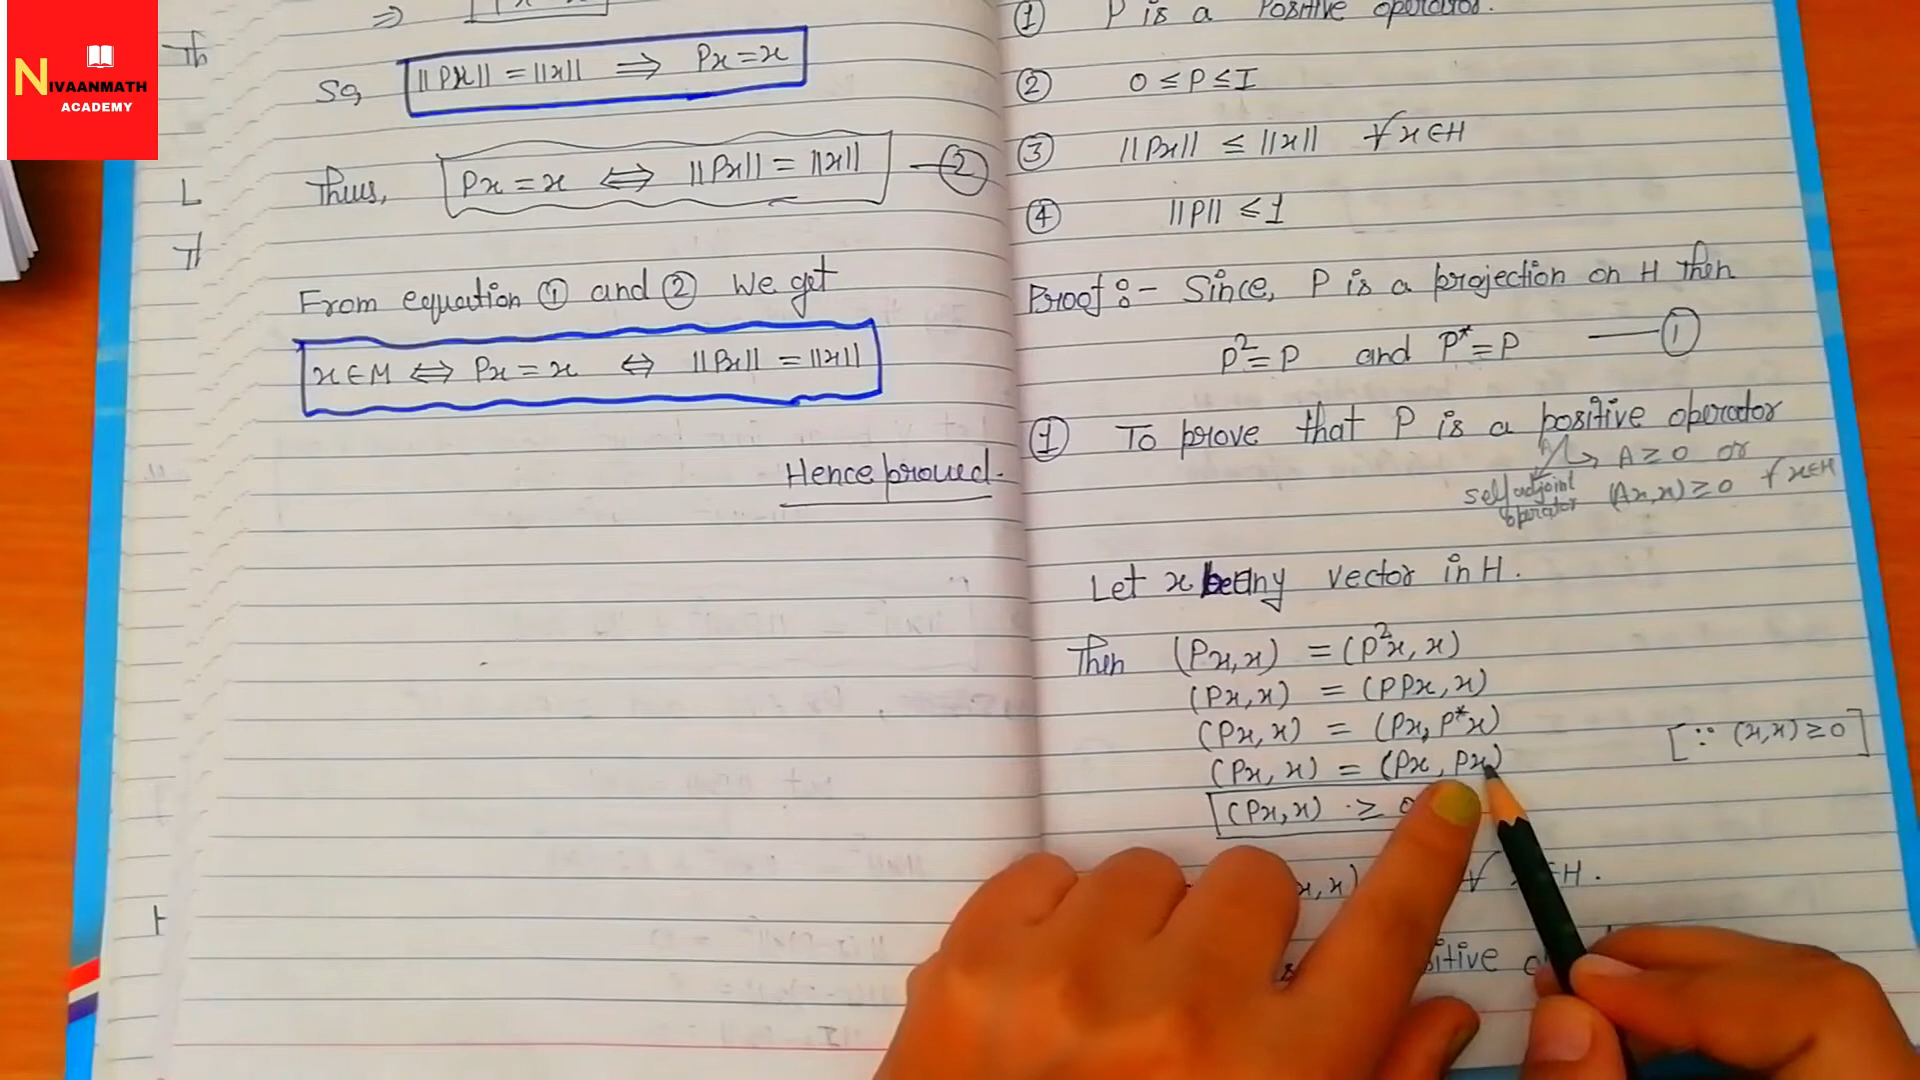 NIVAANMATH
ACADEMY
Th
L
⇒
So, ||Px|| = ||x|| ⇒ Px = x
Thus, Px = x ⇔ ||Px|| = ||x|| —②
From equation ① and ② We get
x∈M ⇔ Px = x ⇔ ||Px|| = ||x||
Hence proved.
① P is a Positive operator.
② 0 ≤ P ≤ I
③ ||Px|| ≤ ||x|| ∀ x∈H
④ ||P|| ≤ 1
Proof :- Since, P is a projection on H then
P² = P and P* = P —①
① To prove that P is a positive operator
A ≥ 0 or
self adjoint operator (Ax,x) ≥ 0 ∀ x∈H
Let x be any vector in H.
Then (Px,x) = (P²x, x)
(Px,x) = (PPx,x)
(Px,x) = (Px, P*x)
(Px,x) = (Px, Px) [∵ (x,x) ≥ 0]
(Px,x) ≥ 0
x,x) ∀ ∈H.